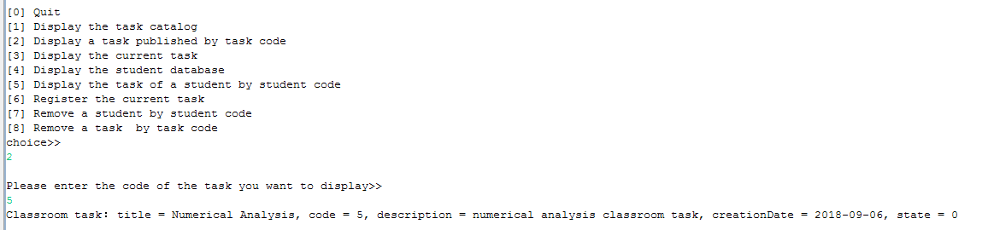 [0] Quit
[1] Display the task catalog
[2] Display a task published by task code
[3] Display the current task
[4] Display the student database
[5] Display the task of a student by student code
[6] Register the current task
[7] Remove a student by student code
[8] Remove a task  by task code
choice>>
2
Please enter the code of the task you want to display>>
5
Classroom task: title = Numerical Analysis, code = 5, description = numerical analysis classroom task, creationDate = 2018-09-06, state = 0